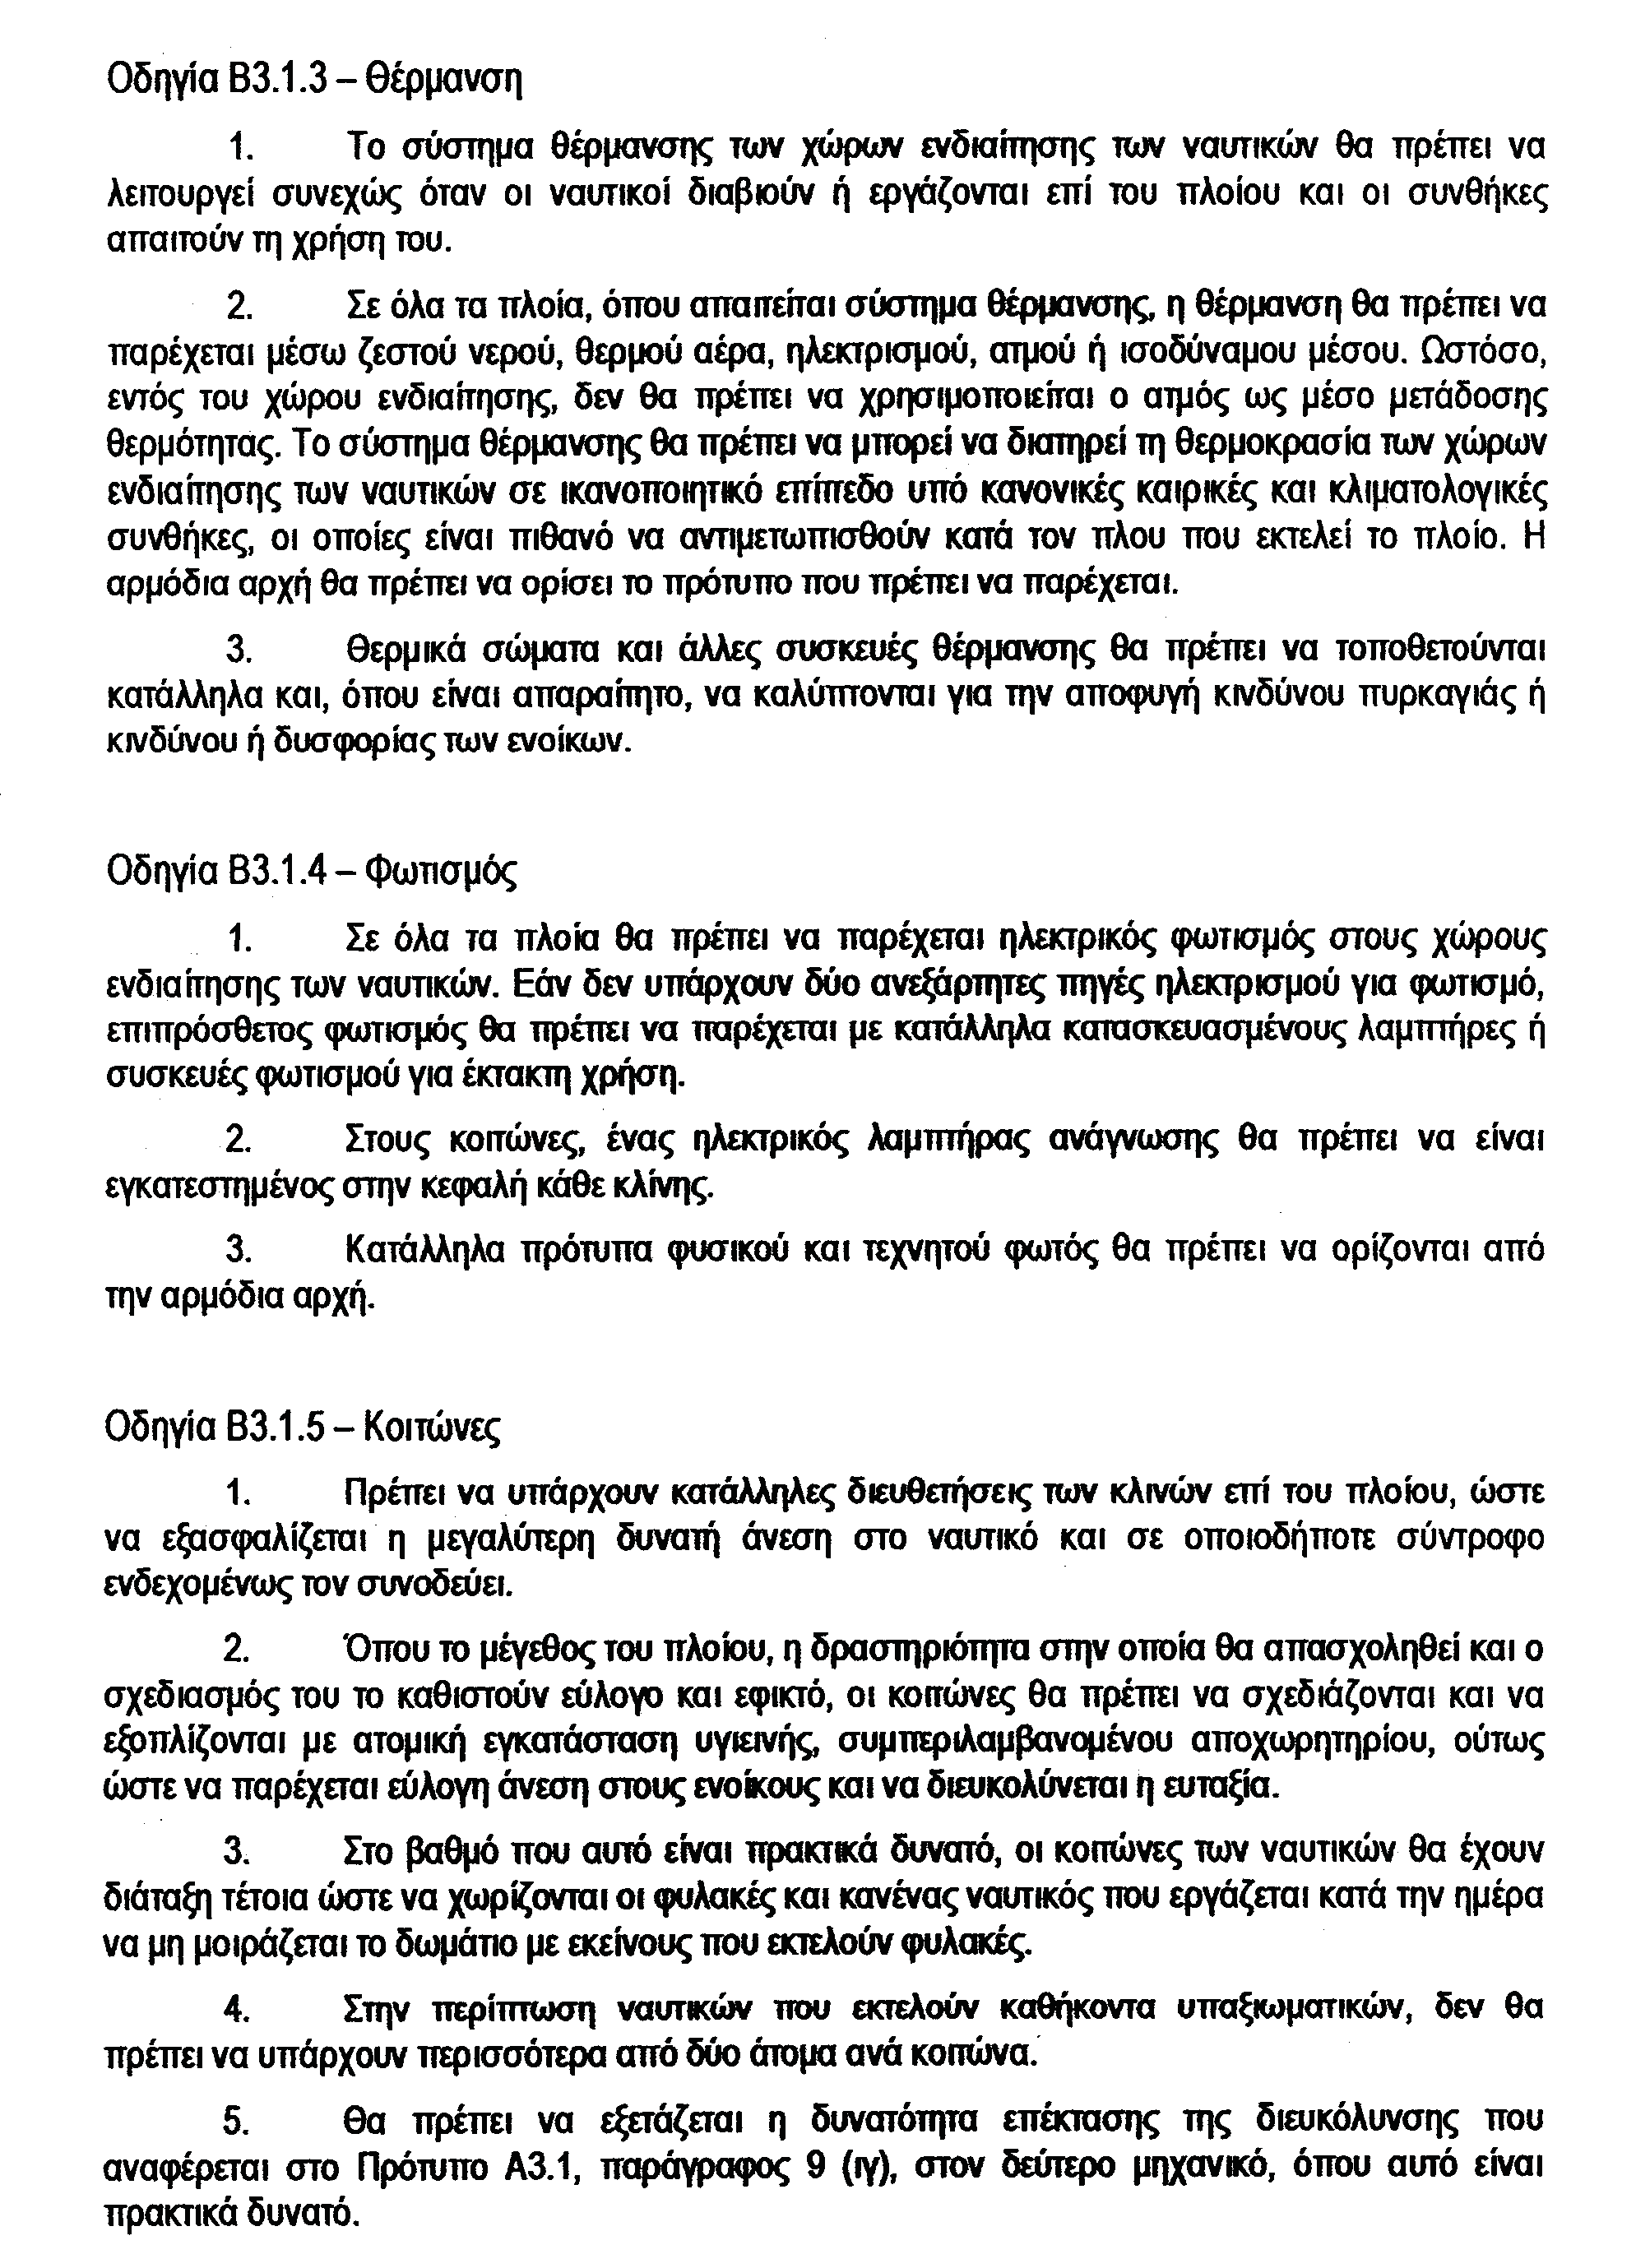 Οδηγία Β3.1.3 – Θέρμανση
1. Το σύστημα θέρμανσης των χώρων ενδιαίτησης των ναυτικών θα πρέπει να
λειτουργεί συνεχώς όταν οι ναυτικοί διαβιούν ή εργάζονται επί του πλοίου και οι συνθήκες
απαιτούν τη χρήση του.
2. Σε όλα τα πλοία, όπου απαιτείται σύστημα θέρμανσης, η θέρμανση θα πρέπει να
παρέχεται μέσω ζεστού νερού, θερμού αέρα, ηλεκτρισμού, ατμού ή ισοδύναμου μέσου. Ωστόσο,
εντός του χώρου ενδιαίτησης, δεν θα πρέπει να χρησιμοποιείται ο ατμός ως μέσο μετάδοσης
θερμότητας. Το σύστημα θέρμανσης θα πρέπει να μπορεί να διατηρεί τη θερμοκρασία των χώρων
ενδιαίτησης των ναυτικών σε ικανοποιητικό επίπεδο υπό κανονικές καιρικές και κλιματολογικές
συνθήκες, οι οποίες είναι πιθανό να αντιμετωπισθούν κατά τον πλου που εκτελεί το πλοίο. Η
αρμόδια αρχή θα πρέπει να ορίσει το πρότυπο που πρέπει να παρέχεται.
3. Θερμικά σώματα και άλλες συσκευές θέρμανσης θα πρέπει να τοποθετούνται
κατάλληλα και, όπου είναι απαραίτητο, να καλύπτονται για την αποφυγή κινδύνου πυρκαγιάς ή
κινδύνου ή δυσφορίας των ενοίκων.
Οδηγία Β3.1.4 – Φωτισμός
1. Σε όλα τα πλοία θα πρέπει να παρέχεται ηλεκτρικός φωτισμός στους χώρους
ενδιαίτησης των ναυτικών. Εάν δεν υπάρχουν δύο ανεξάρτητες πηγές ηλεκτρισμού για φωτισμό,
επιπρόσθετος φωτισμός θα πρέπει να παρέχεται με κατάλληλα κατασκευασμένους λαμπτήρες ή
συσκευές φωτισμού για έκτακτη χρήση.
2. Στους κοιτώνες, ένας ηλεκτρικός λαμπτήρας ανάγνωσης θα πρέπει να είναι
εγκατεστημένος στην κεφαλή κάθε κλίνης.
3. Κατάλληλα πρότυπα φυσικού και τεχνητού φωτός θα πρέπει να ορίζονται από
την αρμόδια αρχή.
Οδηγία Β3.1.5 – Κοιτώνες
1. Πρέπει να υπάρχουν κατάλληλες διευθετήσεις των κλινών επί του πλοίου, ώστε
να εξασφαλίζεται η μεγαλύτερη δυνατή άνεση στο ναυτικό και σε οποιοδήποτε σύντροφο
ενδεχομένως τον συνοδεύει.
2. Όπου το μέγεθος του πλοίου, η δραστηριότητα στην οποία θα απασχοληθεί και ο
σχεδιασμός του το καθιστούν εύλογο και εφικτό, οι κοιτώνες θα πρέπει να σχεδιάζονται και να
εξοπλίζονται με ατομική εγκατάσταση υγιεινής, συμπεριλαμβανομένου αποχωρητηρίου, ούτως
ώστε να παρέχεται εύλογη άνεση στους ενοίκους και να διευκολύνεται η ευταξία.
3. Στο βαθμό που αυτό είναι πρακτικά δυνατό, οι κοιτώνες των ναυτικών θα έχουν
διάταξη τέτοια ώστε να χωρίζονται οι φυλακές και κανένας ναυτικός που εργάζεται κατά την ημέρα
να μη μοιράζεται το δωμάτιο με εκείνους που εκτελούν φυλακές.
4. Στην περίπτωση ναυτικών που εκτελούν καθήκοντα υπαξιωματικών, δεν θα
πρέπει να υπάρχουν περισσότερα από δύο άτομα ανά κοιτώνα.
5. Θα πρέπει να εξετάζεται η δυνατότητα επέκτασης της διευκόλυνσης που
αναφέρεται στο Πρότυπο Α3.1, παράγραφος 9 (ιγ), στον δεύτερο μηχανικό, όπου αυτό είναι
πρακτικά δυνατό.